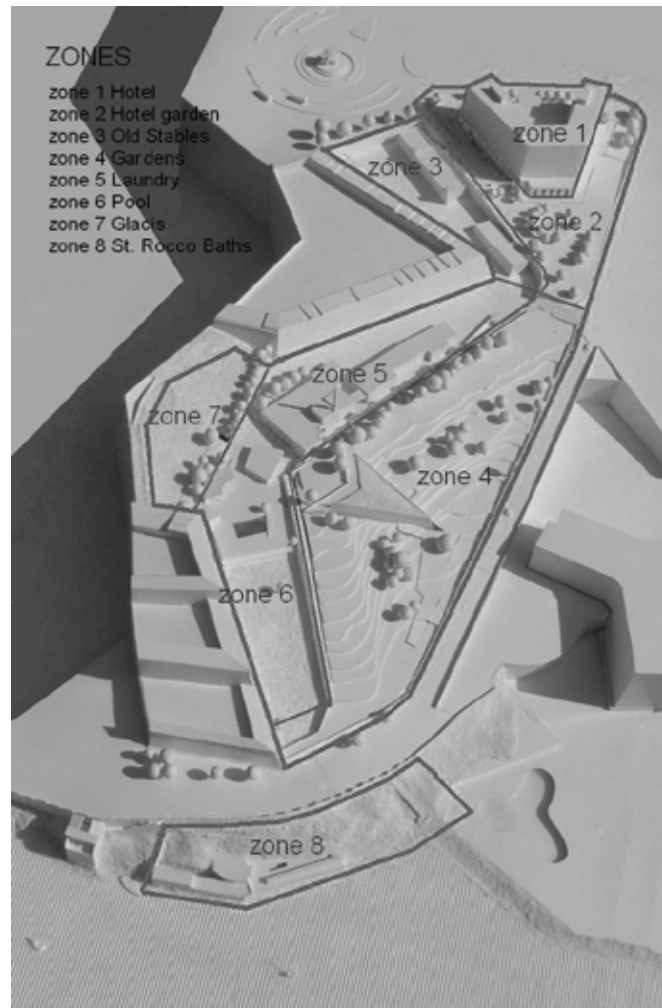 ZONES
zone 1 Hotel
zone 2 Hotel garden
zone 3 Old Stables
zone 4 Gardens
zone 5 Laundry
zone 6 Pool
zone 7 Glacis
zone 8 St. Rocco Baths
zone 1
zone 3
zone 2
zone 5
zone 7
zone 4
zone 6
zone 8